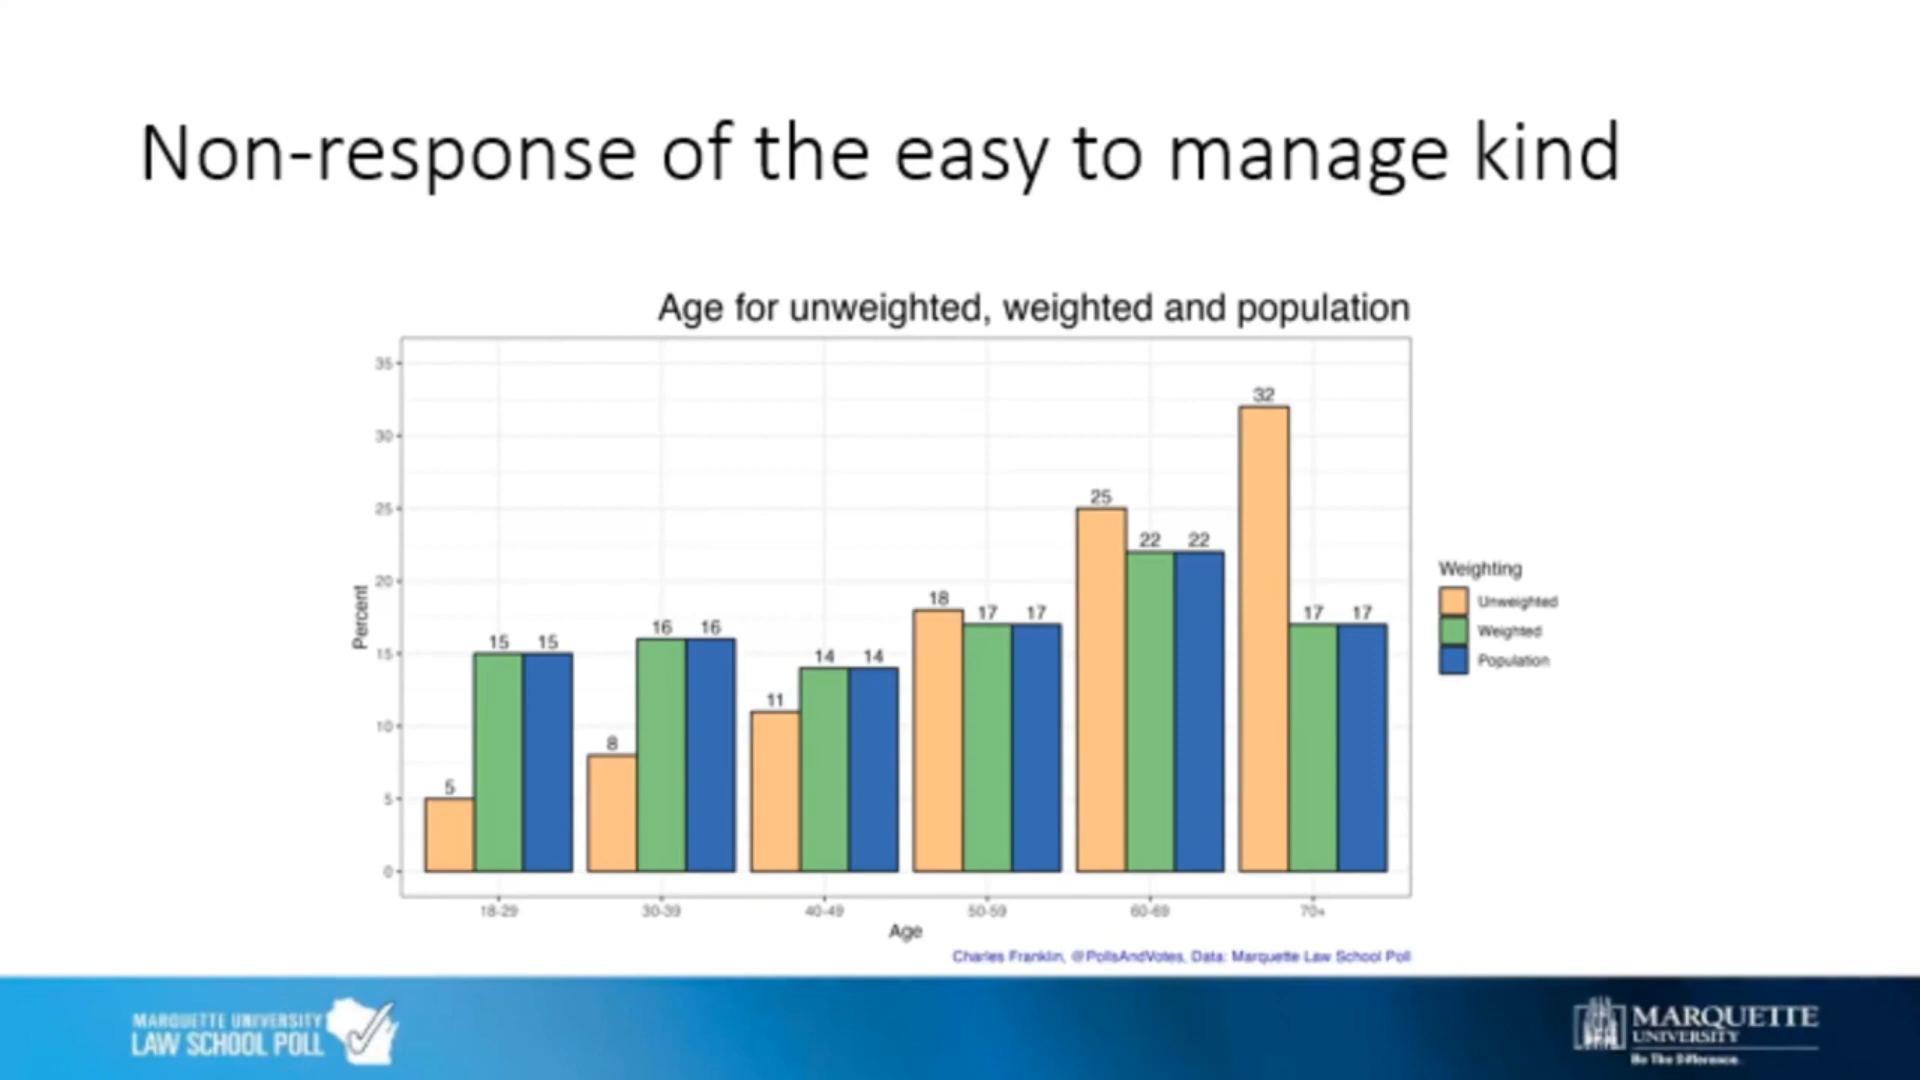 Non-response of the easy to manage kind
Age for unweighted, weighted and population
35
30
25
20
15
10
5
0
Percent
5
15
15
8
16
16
11
14
14
18
17
17
25
22
22
32
17
17
18-29
30-39
40-49
50-59
60-69
70+
Age
Weighting
Unweighted
Weighted
Population
Charles Franklin, @PollsAndVotes, Data: Marquette Law School Poll
MARQUETTE UNIVERSITY
LAW SCHOOL POLL
MARQUETTE
UNIVERSITY
Be The Difference.